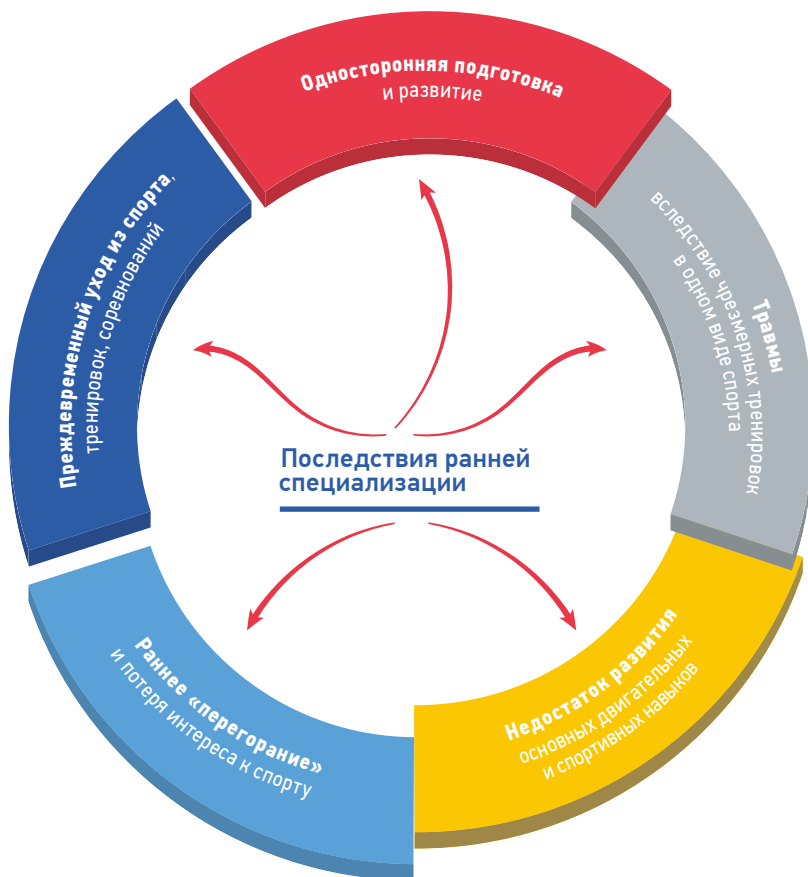 Односторонняя подготовка
и развитие
Травмы
вследствие чрезмерных тренировок
в одном виде спорта
Недостаток развития
основных двигательных
и спортивных навыков
Раннее «перегорание»
и потеря интереса к спорту
Преждевременный уход из спорта,
тренировок, соревнований
Последствия ранней
специализации